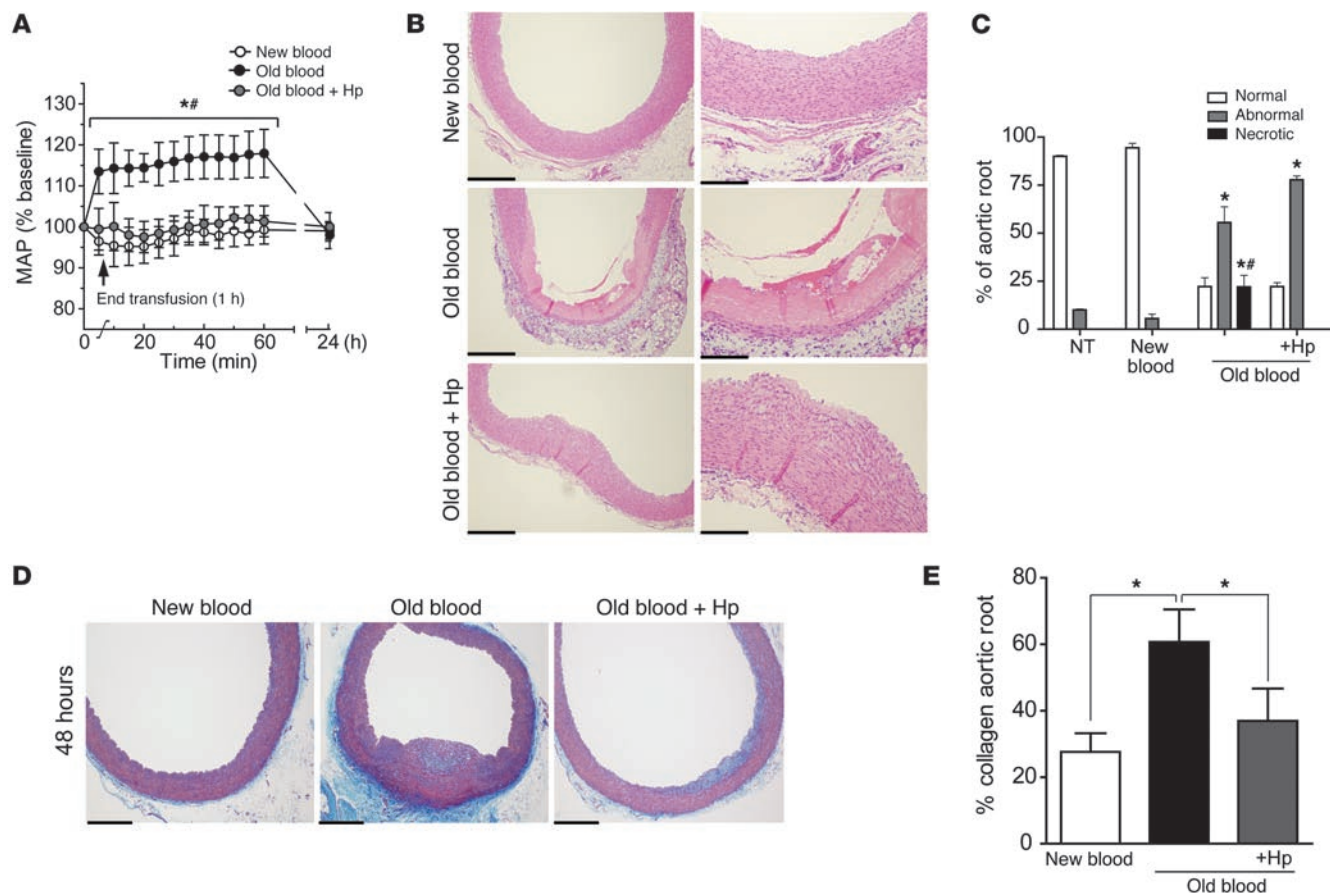 A
New blood
Old blood
Old blood + Hp
*#
MAP (% baseline)
130
120
110
100
90
80
End transfusion (1 h)
0
20
40
60
24 (h)
Time (min)
B
New blood
Old blood
Old blood + Hp
C
Normal
Abnormal
Necrotic
% of aortic root
100
75
50
25
0
*
*#
*
NT
New
blood
+Hp
Old blood
D
New blood
Old blood
Old blood + Hp
48 hours
E
% collagen aortic root
80
60
40
20
0
*
*
New blood
+Hp
Old blood